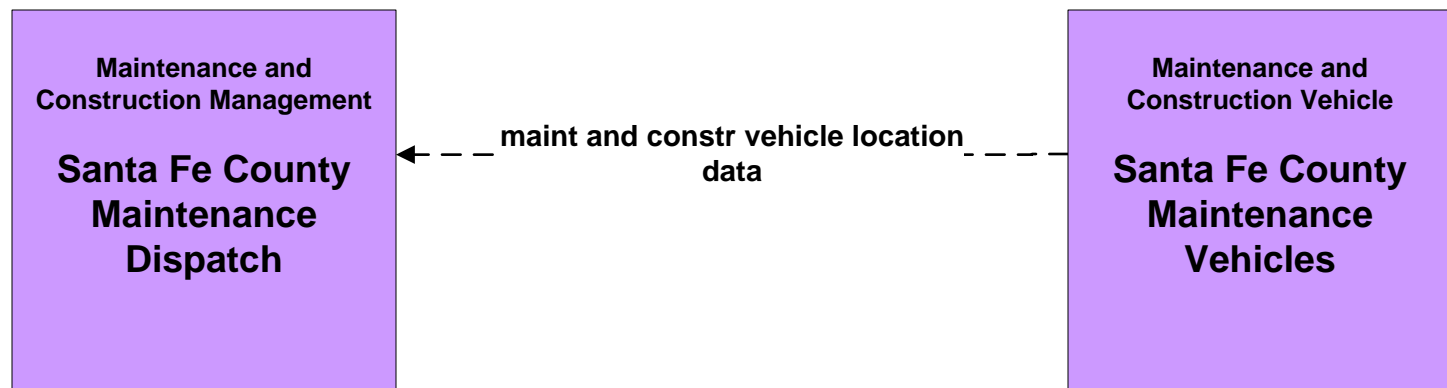 Maintenance and
Construction Management
Santa Fe County
Maintenance
Dispatch
maint and constr vehicle location
data
Maintenance and
Construction Vehicle
Santa Fe County
Maintenance
Vehicles